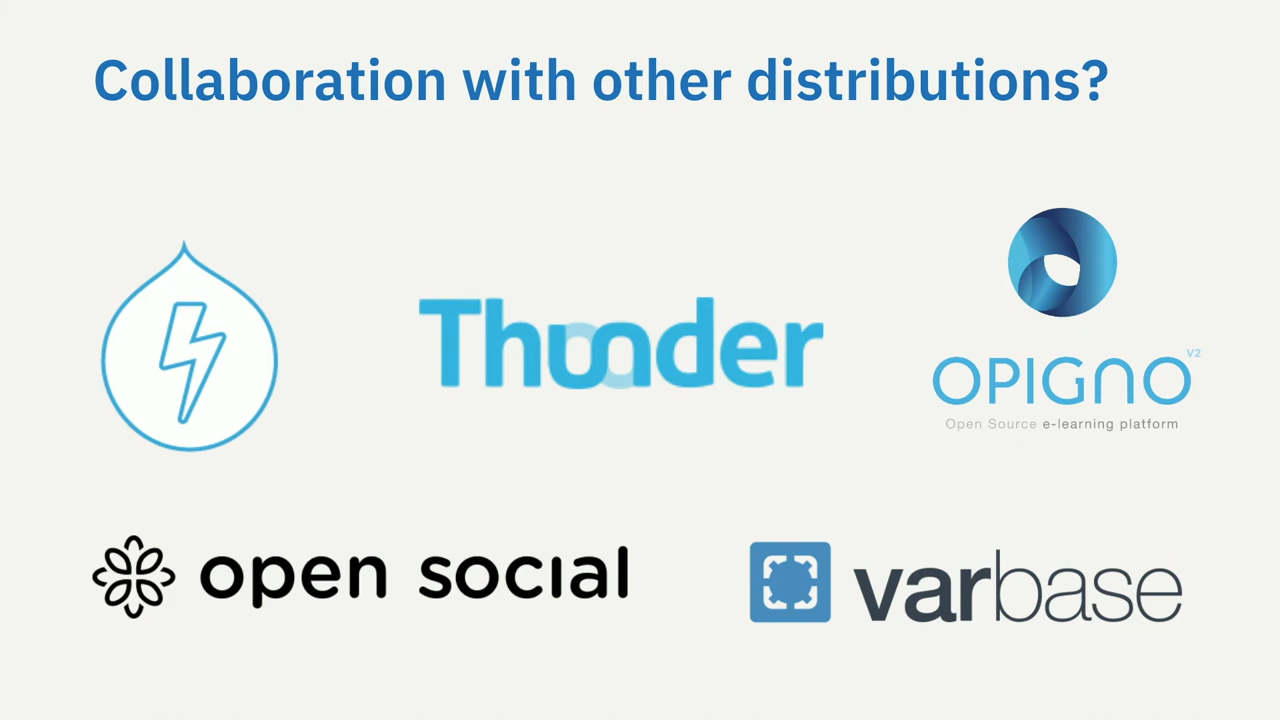 Collaboration with other distributions?
Thunder
OPIGNO V2
Open Source e-learning platform
open social
varbase